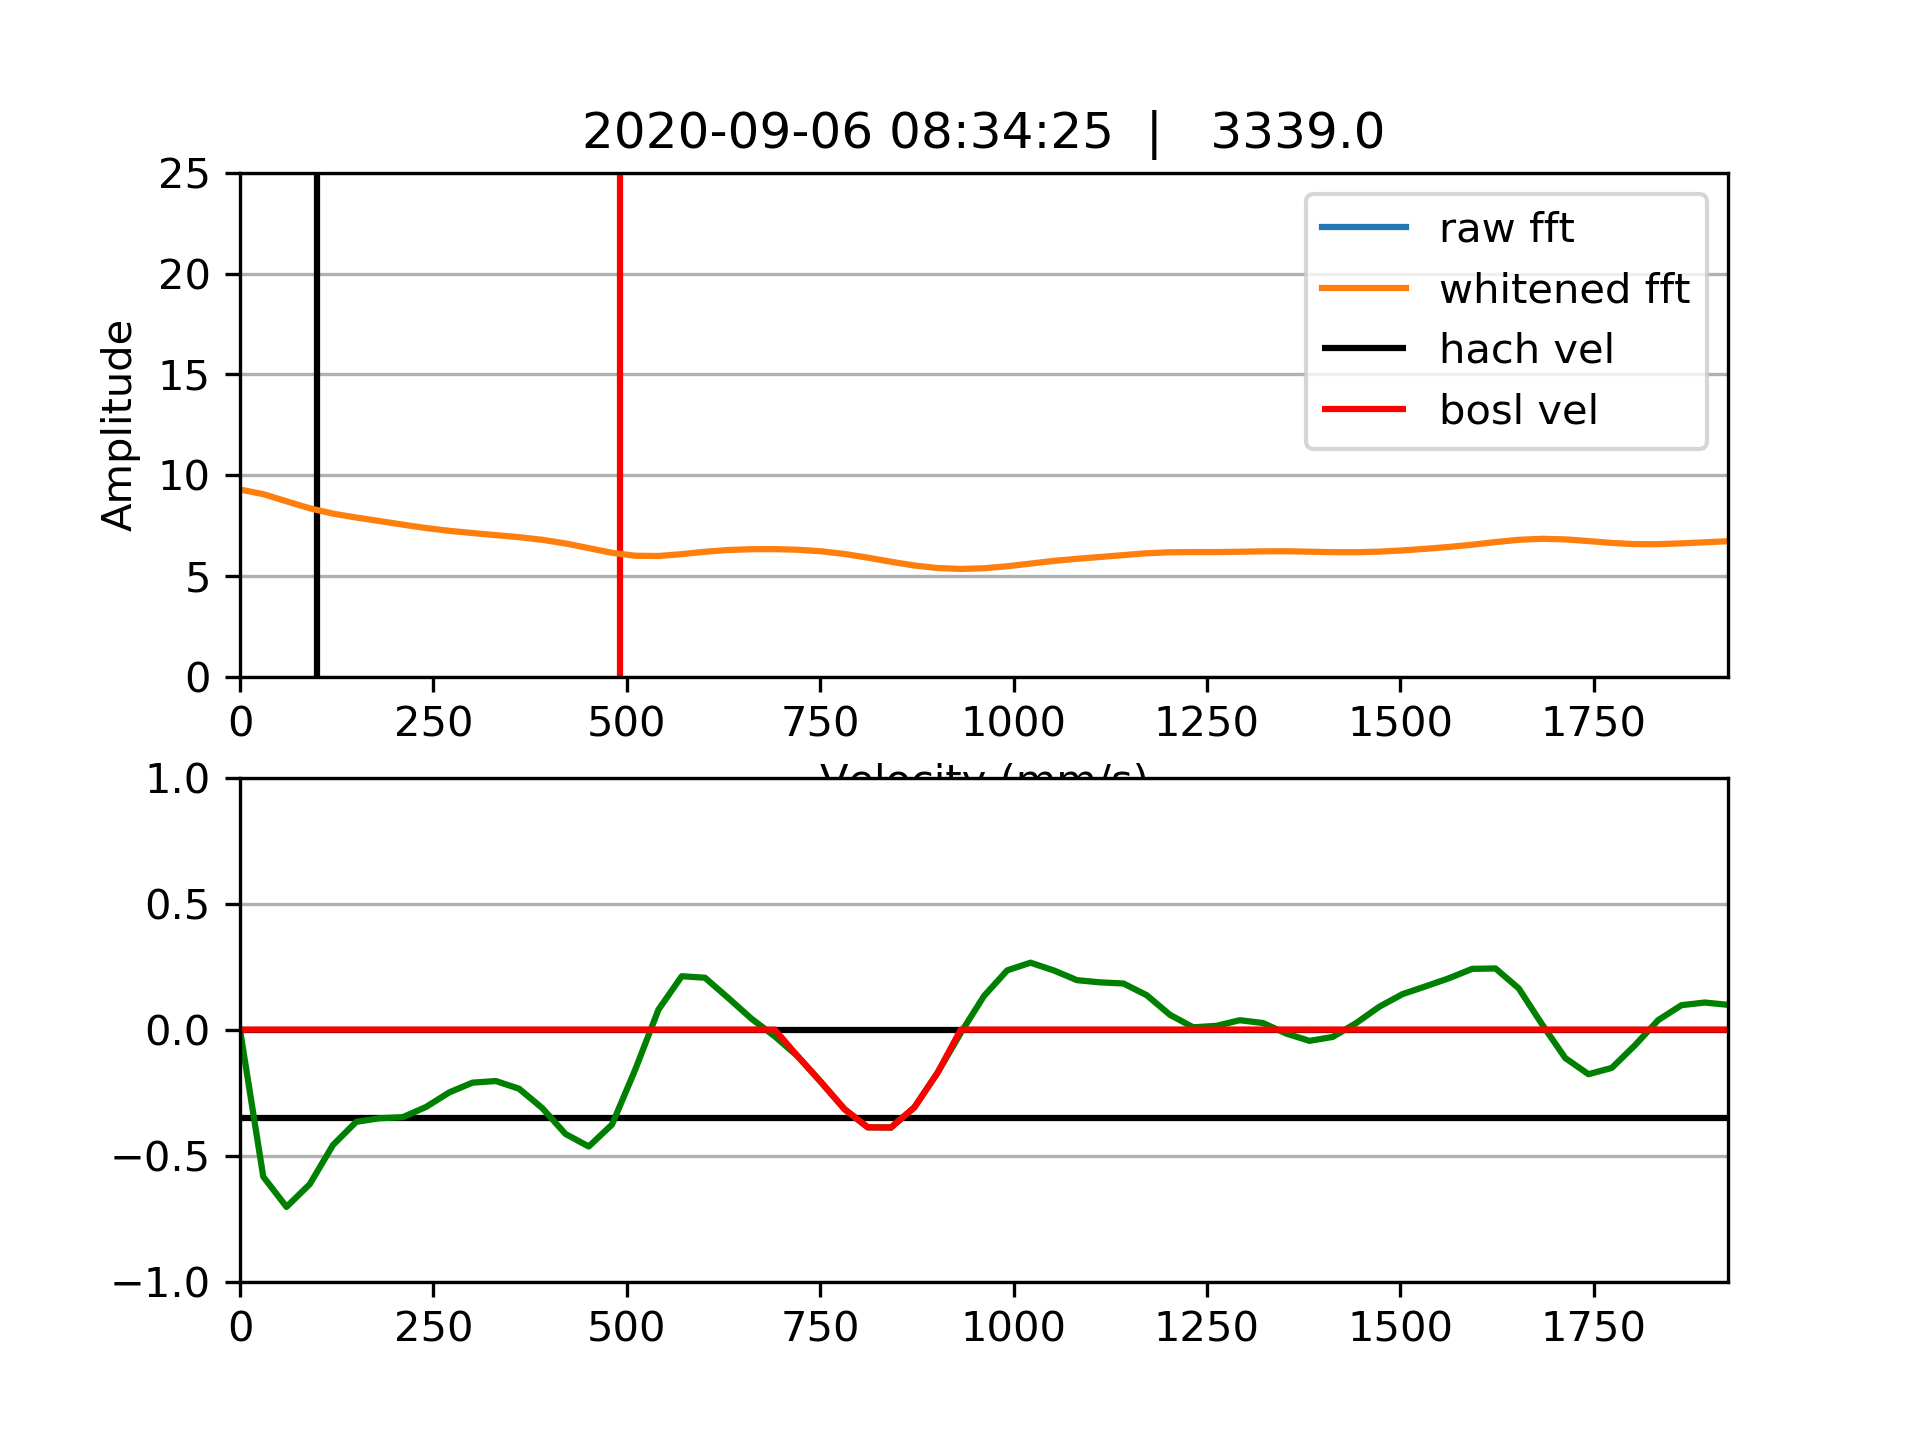 2020-09-06 08:34:25 | 3339.0
25
20
15
10
5
0
Amplitude
raw fft
whitened fft
hach vel
bosl vel
0 250 500 750 1000 1250 1500 1750
Velocity (mm/s)
1.0
0.5
0.0
−0.5
−1.0
0 250 500 750 1000 1250 1500 1750